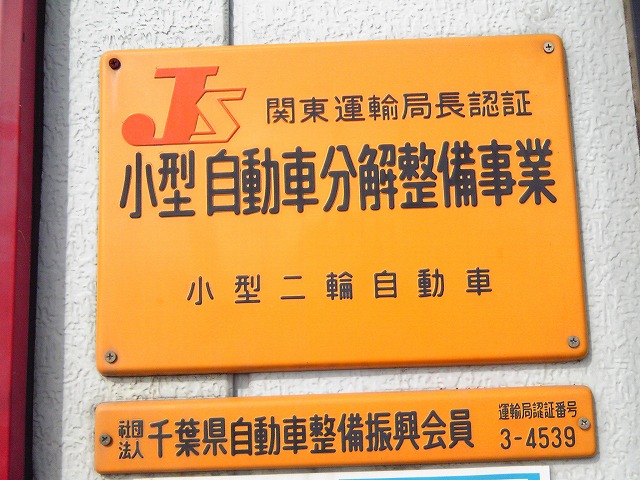 JS
関東運輸局長認証
小型自動車分解整備事業
小型二輪自動車
社団法人 千葉県自動車整備振興会員
運輸局認証番号
3-4539